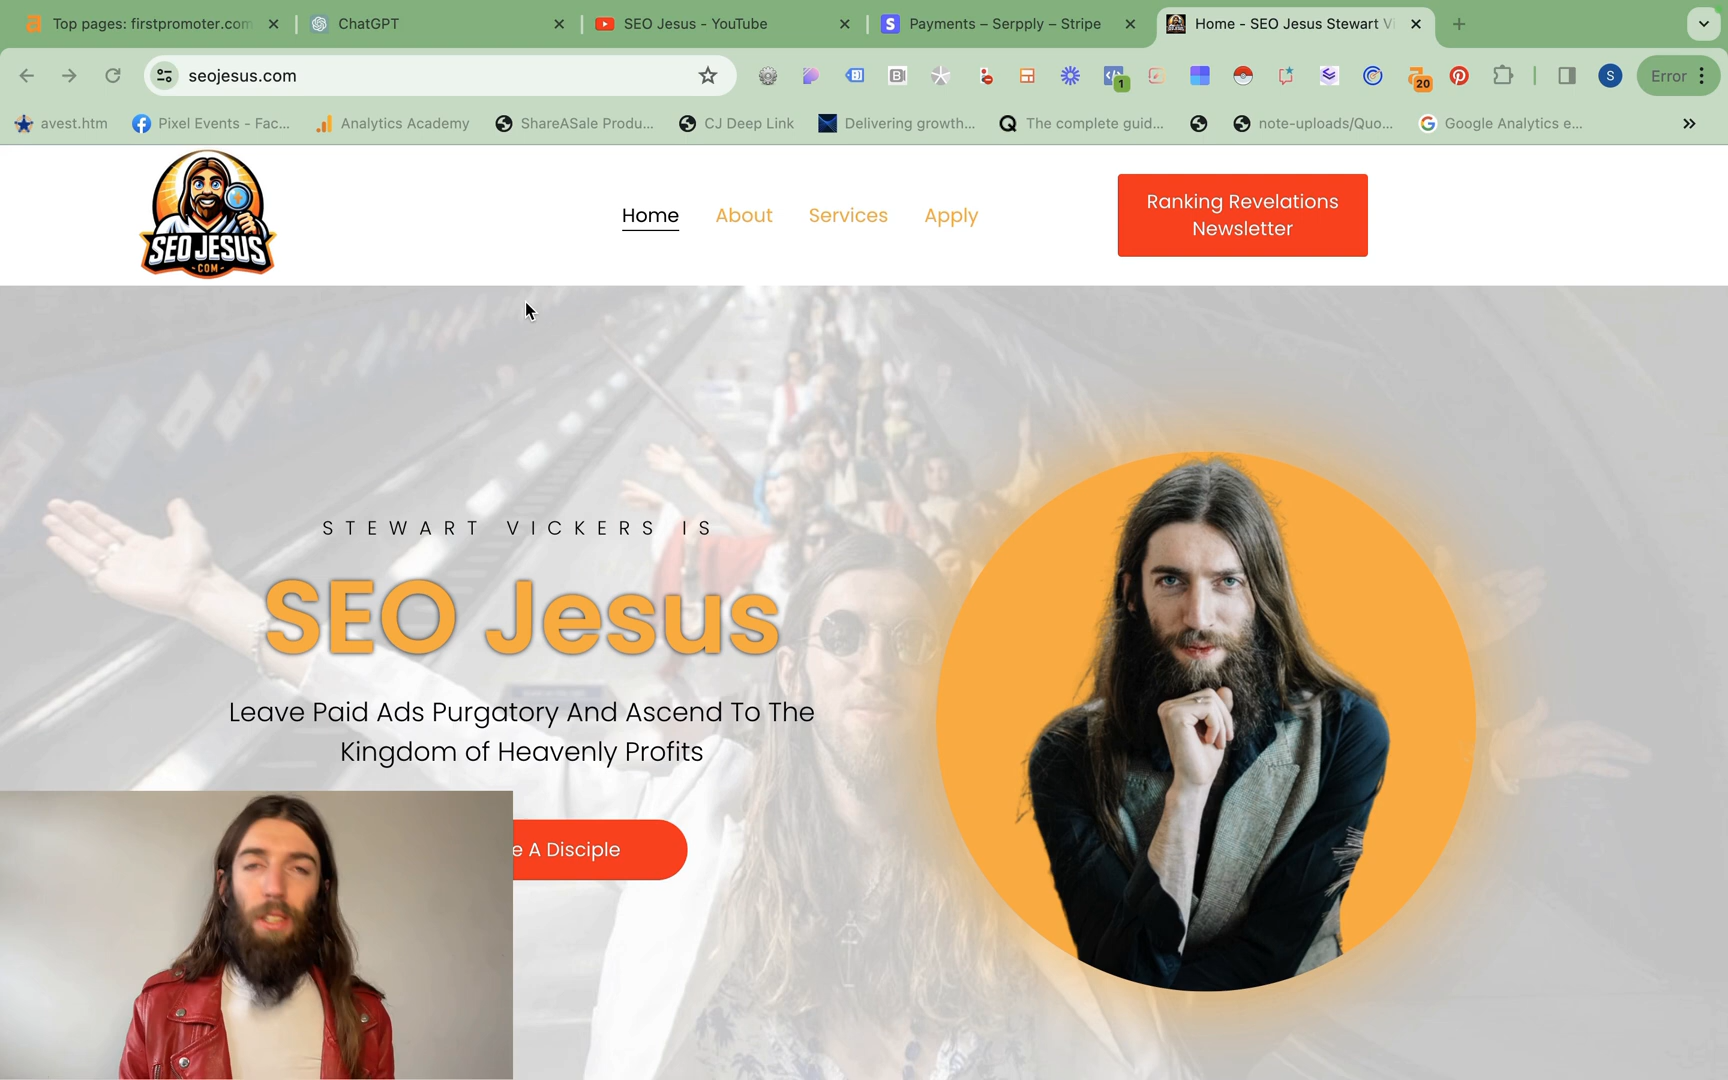 Top pages: firstpromoter.com
ChatGPT
SEO Jesus - YouTube
Payments – Serpply – Stripe
Home - SEO Jesus Stewart Vi
seojesus.com
1
20
S
Error
avest.htm
Pixel Events - Fac...
Analytics Academy
ShareASale Produ...
CJ Deep Link
Delivering growth...
The complete guid...
note-uploads/Quo...
Google Analytics e...
SEO JESUS
.COM
Home
About
Services
Apply
Ranking Revelations
Newsletter
STEWART VICKERS IS
SEO Jesus
Leave Paid Ads Purgatory And Ascend To The
Kingdom of Heavenly Profits
e A Disciple